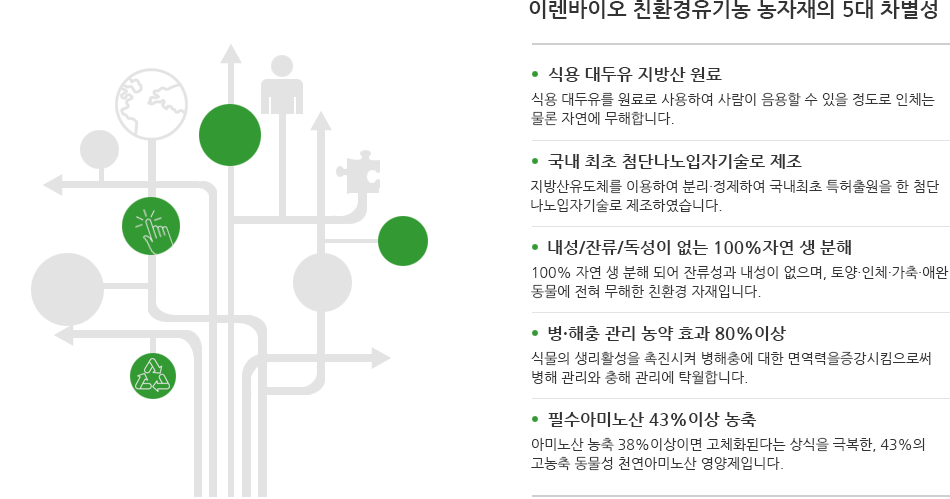 이렌바이오 친환경유기농 농자재의 5대 차별성
식용 대두유 지방산 원료
식용 대두유를 원료로 사용하여 사람이 음용할 수 있을 정도로 인체는
물론 자연에 무해합니다.
국내 최초 첨단나노입자기술로 제조
지방산유도체를 이용하여 분리·정제하여 국내최초 특허출원을 한 첨단
나노입자기술로 제조하였습니다.
내성/잔류/독성이 없는 100%자연 생 분해
100% 자연 생 분해 되어 잔류성과 내성이 없으며, 토양·인체·가축·애완
동물에 전혀 무해한 친환경 자재입니다.
병·해충 관리 농약 효과 80%이상
식물의 생리활성을 촉진시켜 병해충에 대한 면역력을증강시킴으로써
병해 관리와 충해 관리에 탁월합니다.
필수아미노산 43%이상 농축
아미노산 농축 38%이상이면 고체화된다는 상식을 극복한, 43%의
고농축 동물성 천연아미노산 영양제입니다.